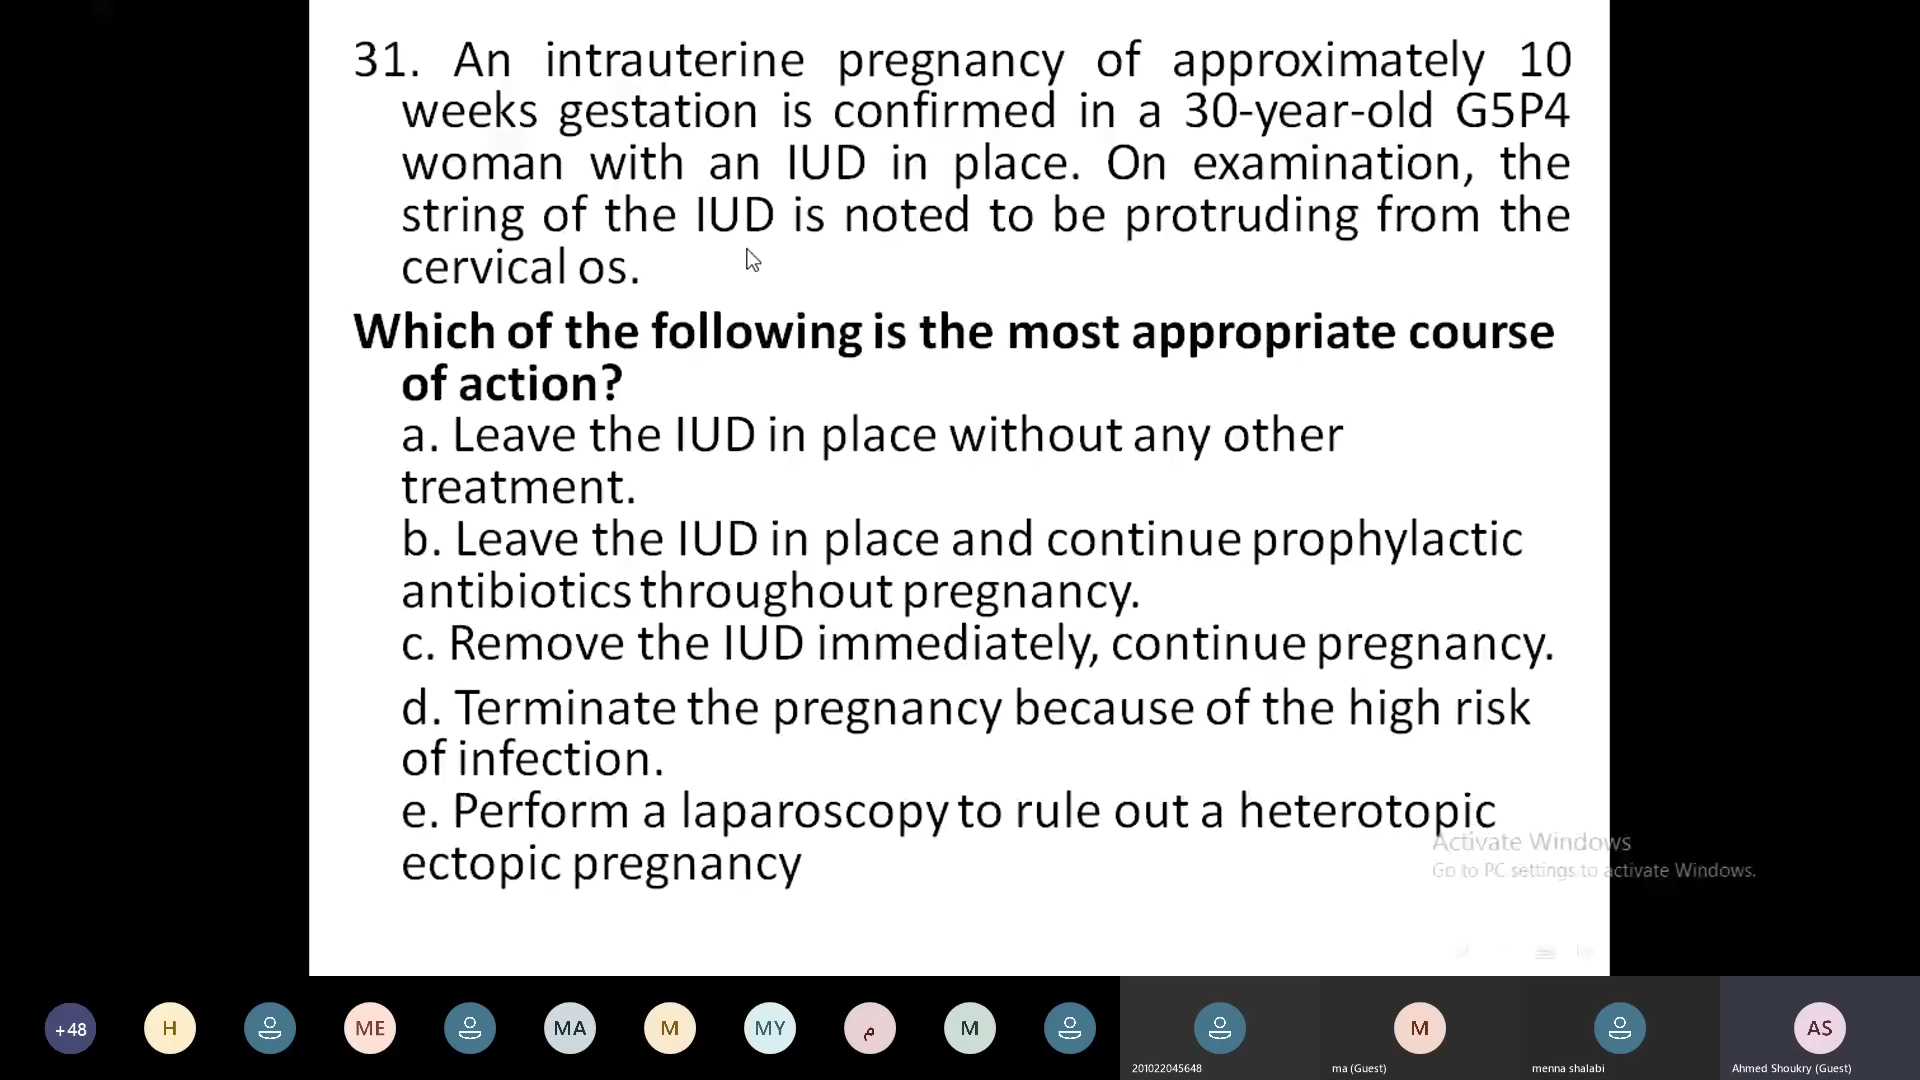 31. An intrauterine pregnancy of approximately 10
weeks gestation is confirmed in a 30-year-old G5P4
woman with an IUD in place. On examination, the
string of the IUD is noted to be protruding from the
cervical os.
Which of the following is the most appropriate course
of action?
a. Leave the IUD in place without any other
treatment.
b. Leave the IUD in place and continue prophylactic
antibiotics throughout pregnancy.
c. Remove the IUD immediately, continue pregnancy.
d. Terminate the pregnancy because of the high risk
of infection.
e. Perform a laparoscopy to rule out a heterotopic
ectopic pregnancy
Activate Windows
Go to PC settings to activate Windows.
+48 H ME MA M MY م M M AS
201022045648 ma (Guest) menna shalabi Ahmed Shoukry (Guest)